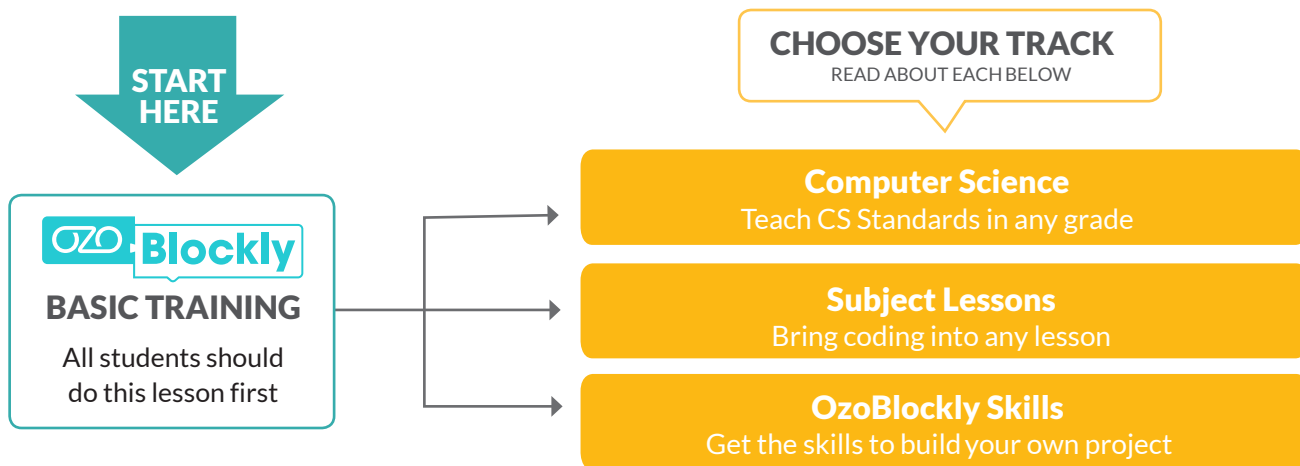 START
HERE
OZO Blockly
BASIC TRAINING
All students should
do this lesson first
CHOOSE YOUR TRACK
READ ABOUT EACH BELOW
Computer Science
Teach CS Standards in any grade
Subject Lessons
Bring coding into any lesson
OzoBlockly Skills
Get the skills to build your own project